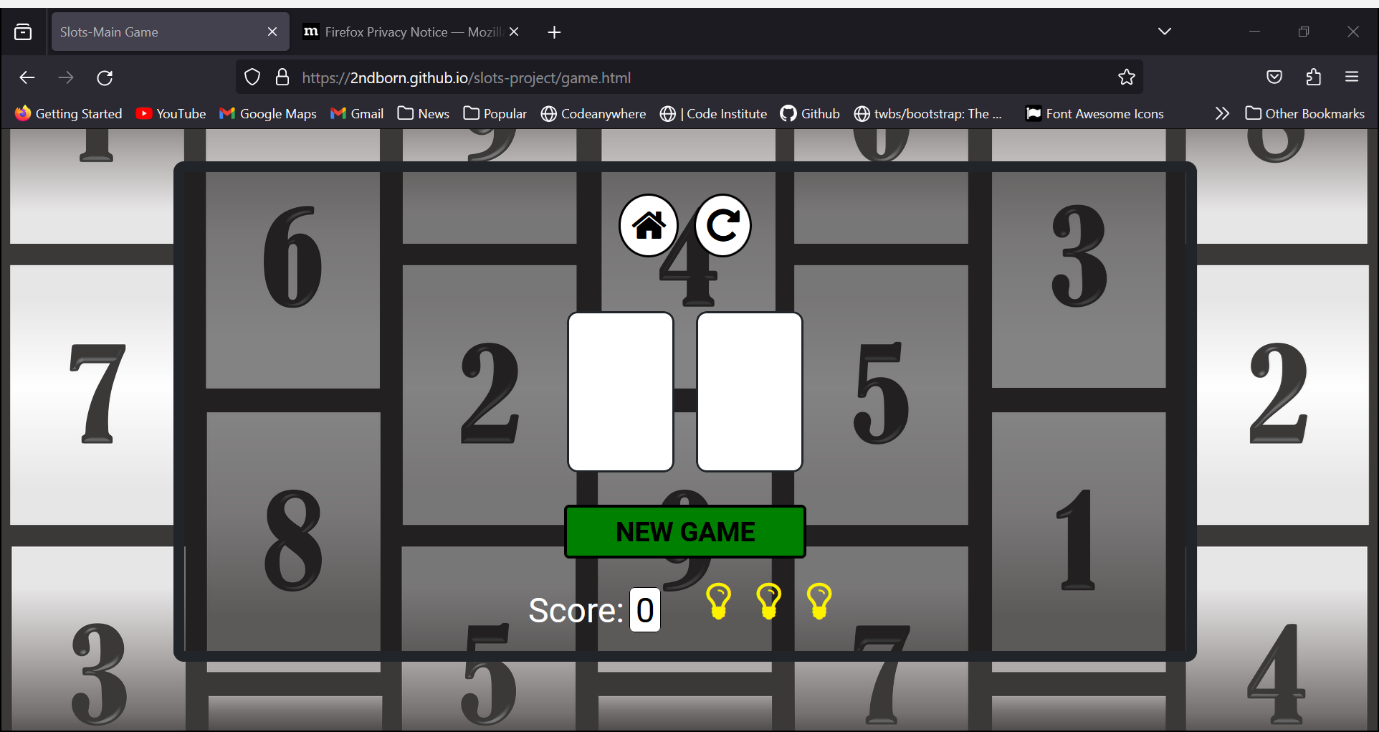 Slots-Main Game
m Firefox Privacy Notice — Mozill
https://2ndborn.github.io/slots-project/game.html
Getting Started YouTube Google Maps Gmail News Popular Codeanywhere | Code Institute Github twbs/bootstrap: The ... Font Awesome Icons Other Bookmarks
1 9 6 8
6 4 3
7 2 5 2
NEW GAME
8 9 1
Score: 0
3 5 7 4